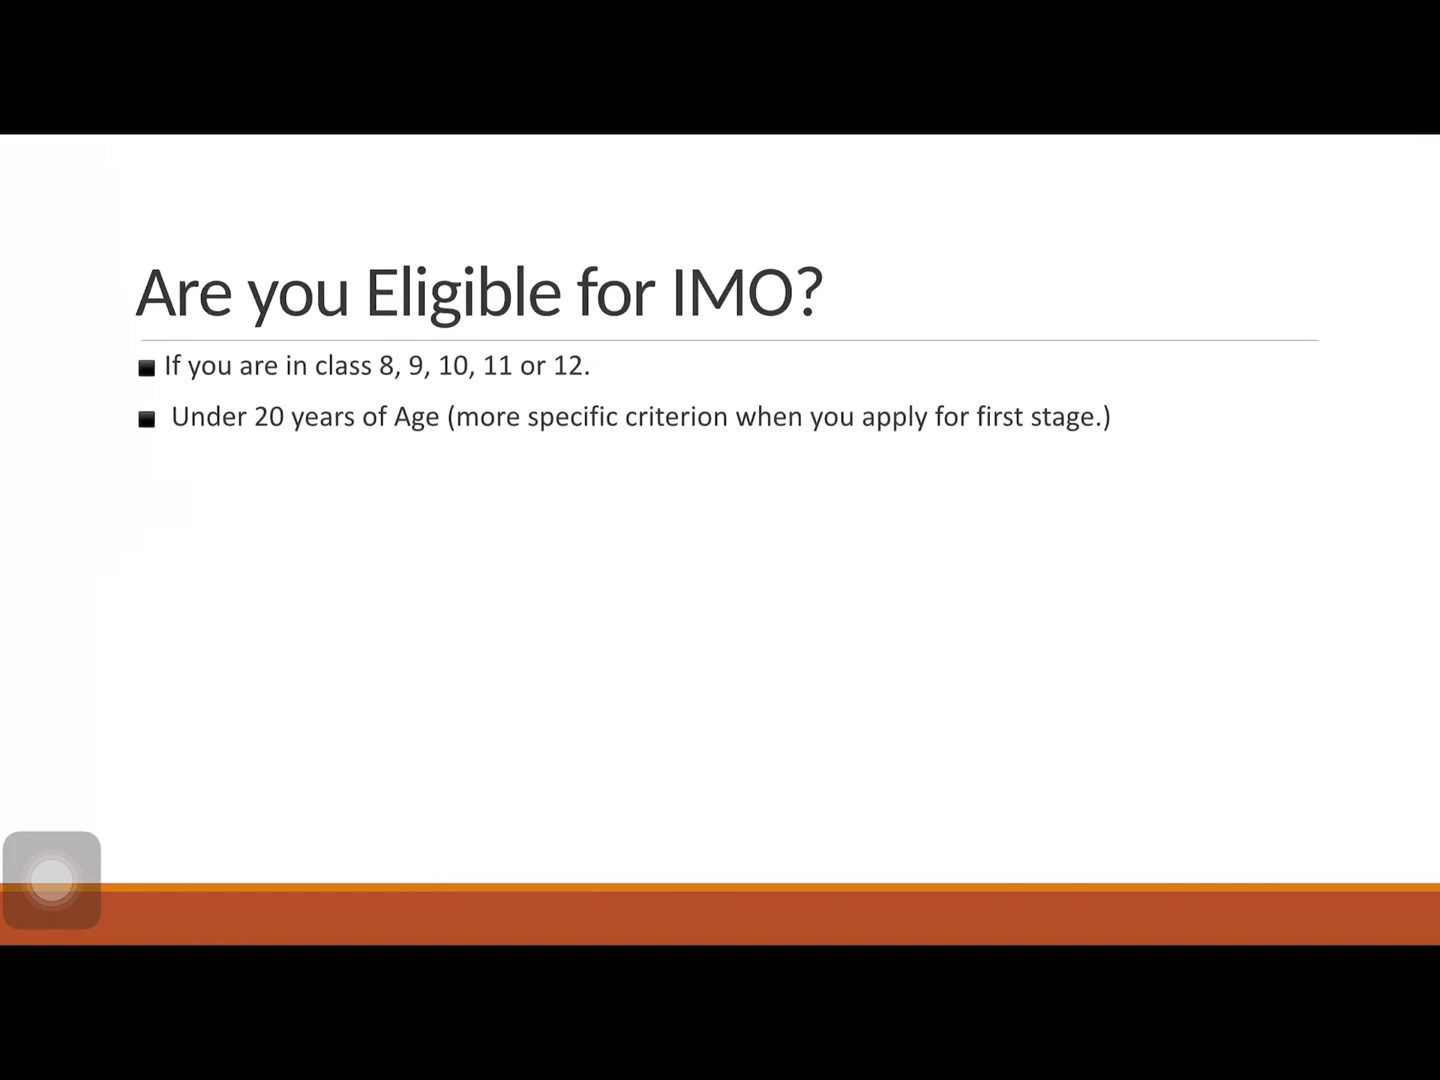 Are you Eligible for IMO?
If you are in class 8, 9, 10, 11 or 12.
Under 20 years of Age (more specific criterion when you apply for first stage.)